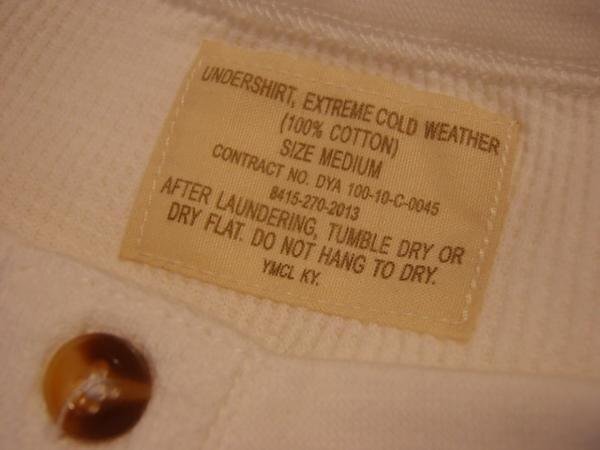 UNDERSHIRT, EXTREME COLD WEATHER
(100% COTTON)
SIZE MEDIUM
CONTRACT NO. DYA 100-10-C-0045
8415-270-2013
AFTER LAUNDERING, TUMBLE DRY OR
DRY FLAT. DO NOT HANG TO DRY.
YMCL KY.